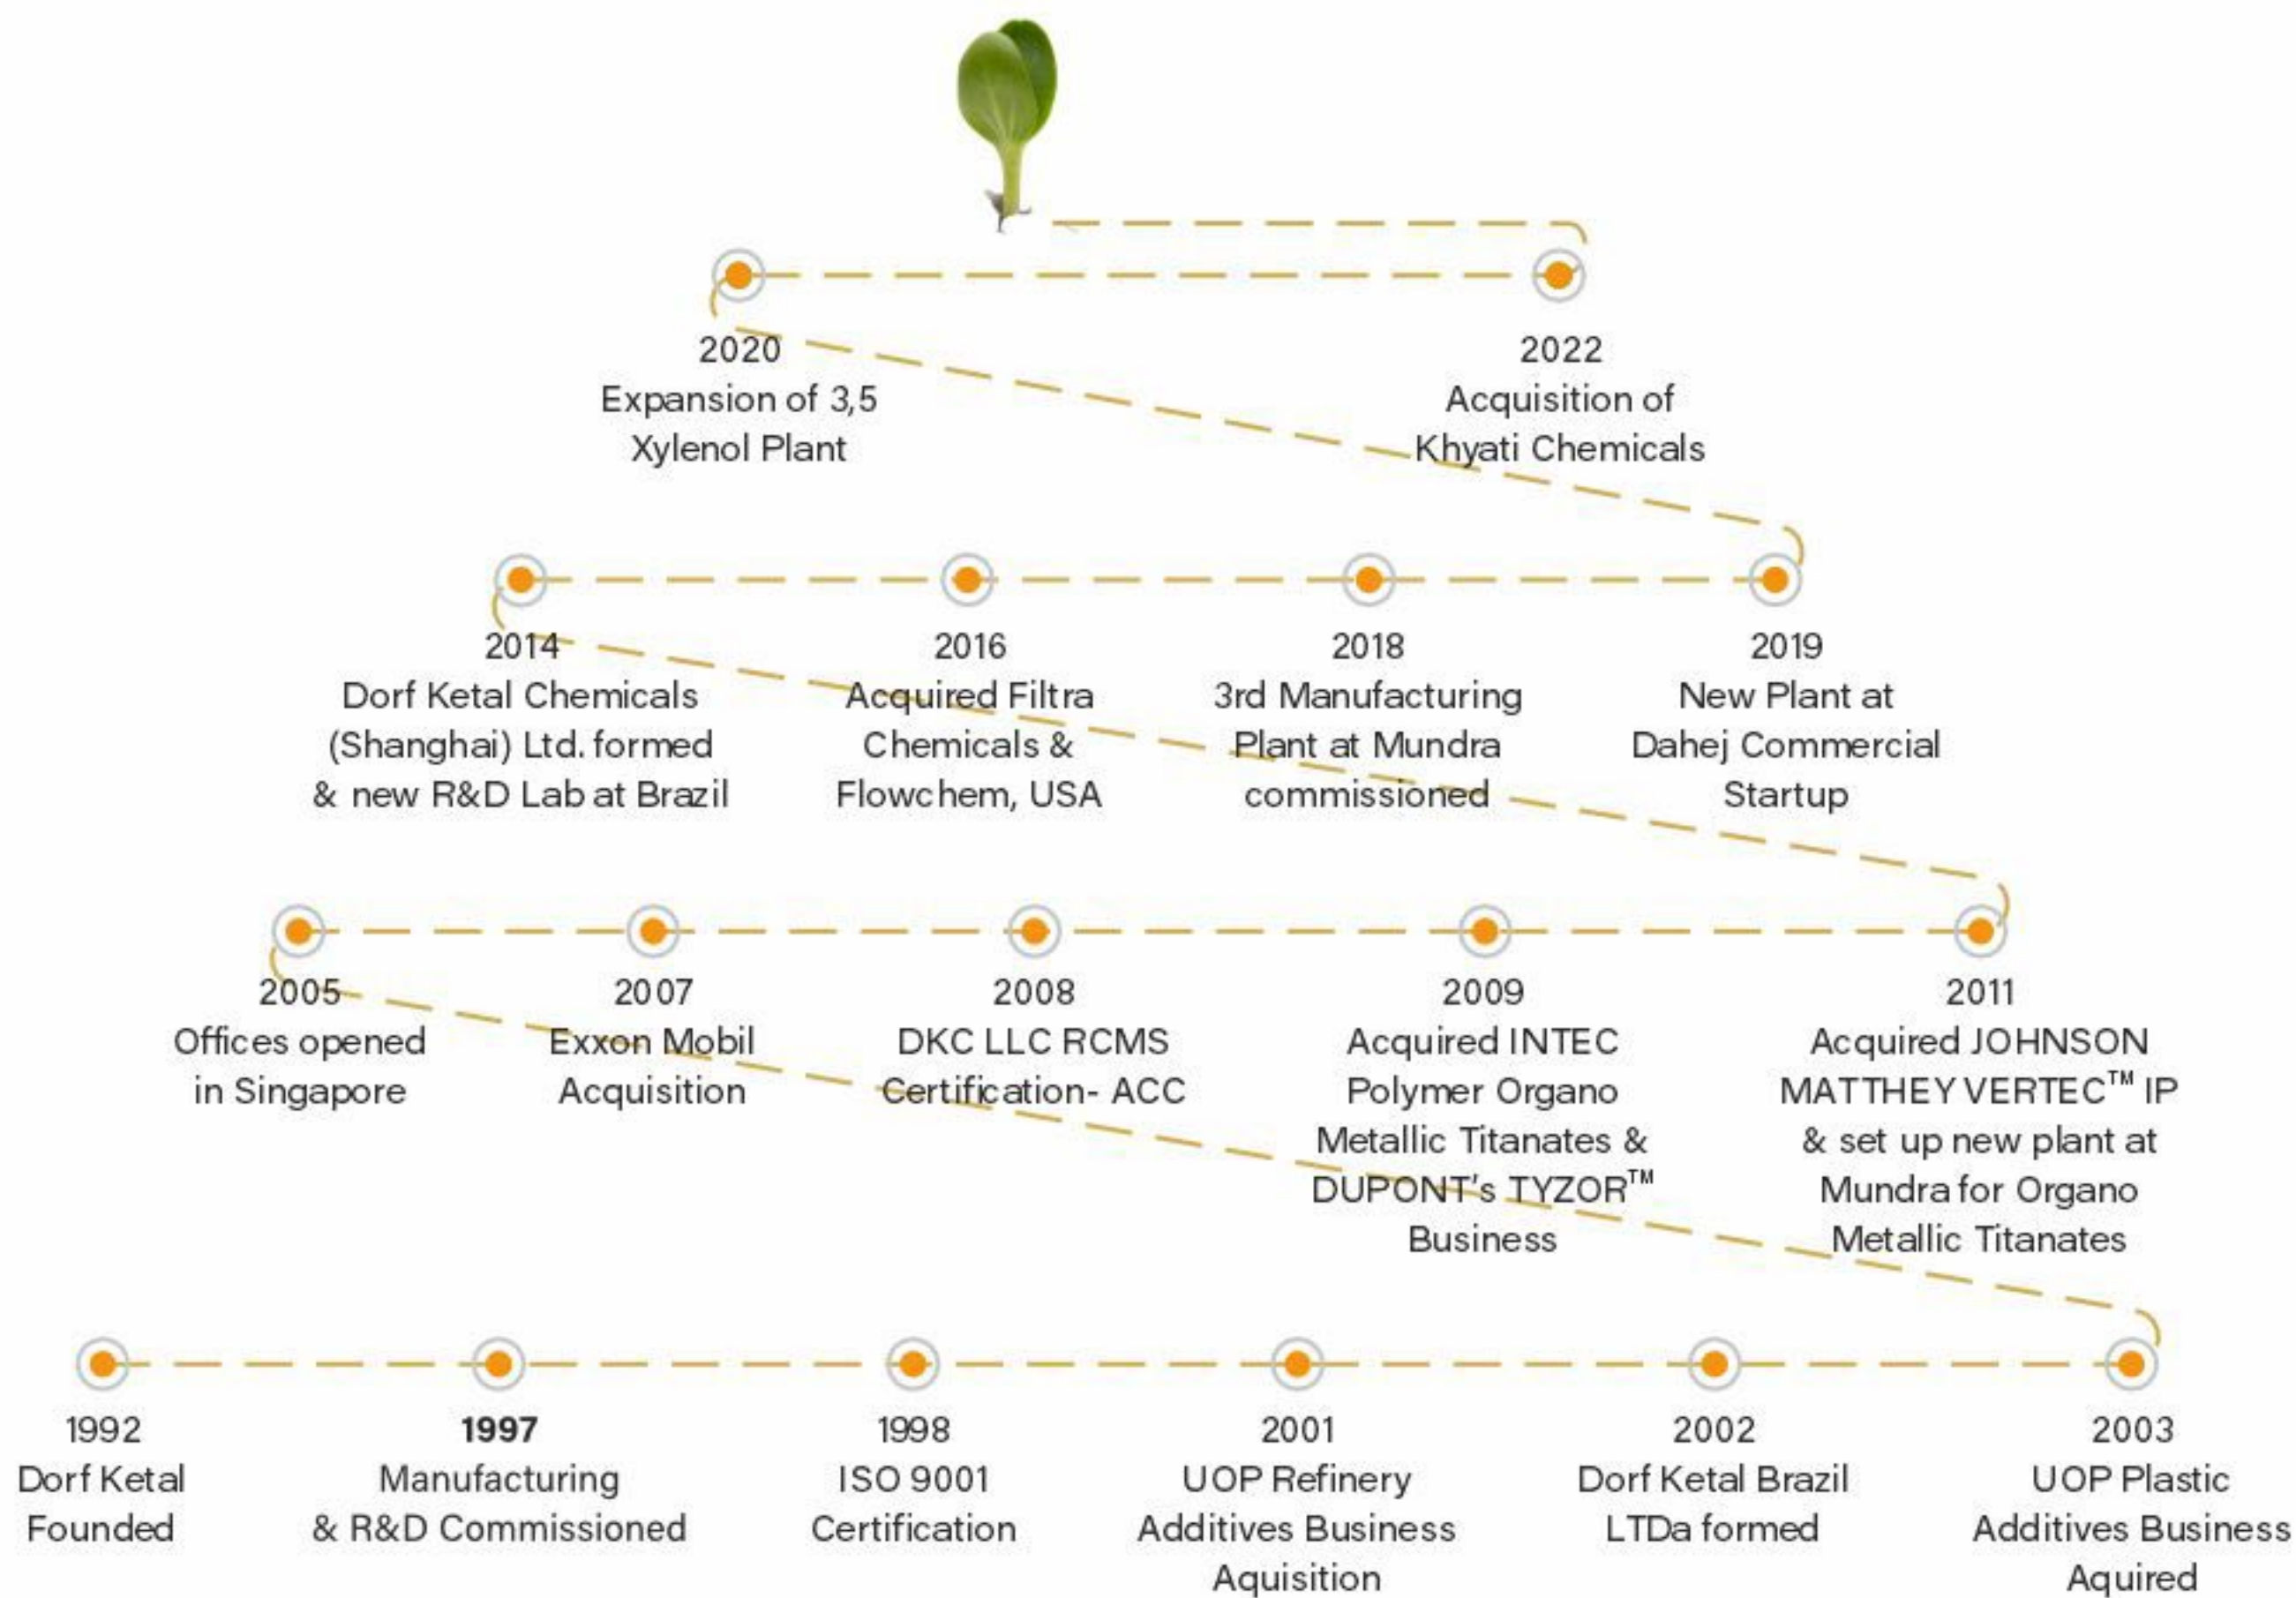 2020
Expansion of 3,5
Xylenol Plant
2022
Acquisition of
Khyati Chemicals
2014
Dorf Ketal Chemicals
(Shanghai) Ltd. formed
& new R&D Lab at Brazil
2016
Acquired Filtra
Chemicals &
Flowchem, USA
2018
3rd Manufacturing
Plant at Mundra
commissioned
2019
New Plant at
Dahej Commercial
Startup
2005
Offices opened
in Singapore
2007
Exxon Mobil
Acquisition
2008
DKC LLC RCMS
Certification- ACC
2009
Acquired INTEC
Polymer Organo
Metallic Titanates &
DUPONT's TYZOR™
Business
2011
Acquired JOHNSON
MATTHEY VERTEC™ IP
& set up new plant at
Mundra for Organo
Metallic Titanates
1992
Dorf Ketal
Founded
1997
Manufacturing
& R&D Commissioned
1998
ISO 9001
Certification
2001
UOP Refinery
Additives Business
Aquisition
2002
Dorf Ketal Brazil
LTDa formed
2003
UOP Plastic
Additives Business
Aquired